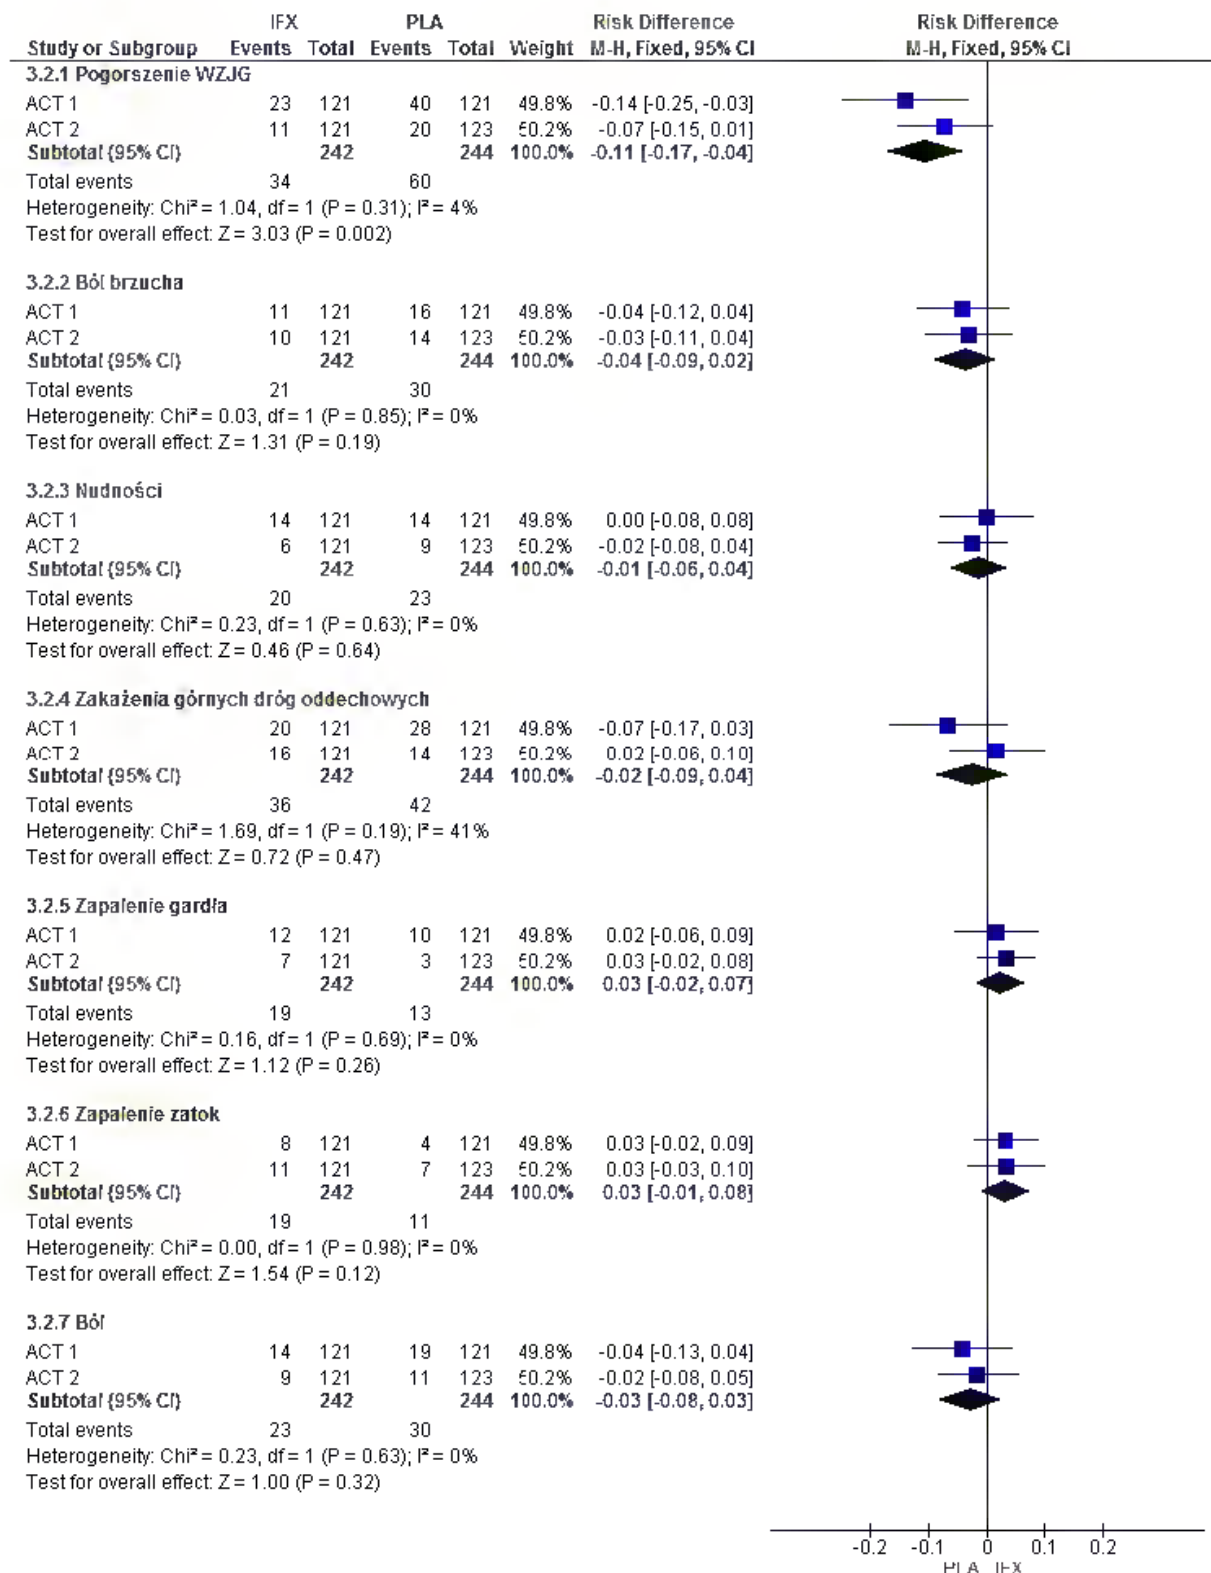 IFX PLA Risk Difference Risk Difference
Study or Subgroup Events Total Events Total Weight M-H, Fixed, 95% CI M-H, Fixed, 95% CI
3.2.1 Pogorszenie WZJG
ACT 1 23 121 40 121 49.8% -0.14 [-0.25, -0.03]
ACT 2 11 121 20 123 50.2% -0.07 [-0.15, 0.01]
Subtotal (95% CI) 242 244 100.0% -0.11 [-0.17, -0.04]
Total events 34 60
Heterogeneity: Chi² = 1.04, df = 1 (P = 0.31); I² = 4%
Test for overall effect: Z = 3.03 (P = 0.002)
3.2.2 Ból brzucha
ACT 1 11 121 16 121 49.8% -0.04 [-0.12, 0.04]
ACT 2 10 121 14 123 50.2% -0.03 [-0.11, 0.04]
Subtotal (95% CI) 242 244 100.0% -0.04 [-0.09, 0.02]
Total events 21 30
Heterogeneity: Chi² = 0.03, df = 1 (P = 0.85); I² = 0%
Test for overall effect: Z = 1.31 (P = 0.19)
3.2.3 Nudności
ACT 1 14 121 14 121 49.8% 0.00 [-0.08, 0.08]
ACT 2 6 121 9 123 50.2% -0.02 [-0.08, 0.04]
Subtotal (95% CI) 242 244 100.0% -0.01 [-0.06, 0.04]
Total events 20 23
Heterogeneity: Chi² = 0.23, df = 1 (P = 0.63); I² = 0%
Test for overall effect: Z = 0.46 (P = 0.64)
3.2.4 Zakażenia górnych dróg oddechowych
ACT 1 20 121 28 121 49.8% -0.07 [-0.17, 0.03]
ACT 2 16 121 14 123 50.2% 0.02 [-0.06, 0.10]
Subtotal (95% CI) 242 244 100.0% -0.02 [-0.09, 0.04]
Total events 36 42
Heterogeneity: Chi² = 1.69, df = 1 (P = 0.19); I² = 41%
Test for overall effect: Z = 0.72 (P = 0.47)
3.2.5 Zapalenie gardła
ACT 1 12 121 10 121 49.8% 0.02 [-0.06, 0.09]
ACT 2 7 121 3 123 50.2% 0.03 [-0.02, 0.08]
Subtotal (95% CI) 242 244 100.0% 0.03 [-0.02, 0.07]
Total events 19 13
Heterogeneity: Chi² = 0.16, df = 1 (P = 0.69); I² = 0%
Test for overall effect: Z = 1.12 (P = 0.26)
3.2.6 Zapalenie zatok
ACT 1 8 121 4 121 49.8% 0.03 [-0.02, 0.09]
ACT 2 11 121 7 123 50.2% 0.03 [-0.03, 0.10]
Subtotal (95% CI) 242 244 100.0% 0.03 [-0.01, 0.08]
Total events 19 11
Heterogeneity: Chi² = 0.00, df = 1 (P = 0.98); I² = 0%
Test for overall effect: Z = 1.54 (P = 0.12)
3.2.7 Ból
ACT 1 14 121 19 121 49.8% -0.04 [-0.13, 0.04]
ACT 2 9 121 11 123 50.2% -0.02 [-0.08, 0.05]
Subtotal (95% CI) 242 244 100.0% -0.03 [-0.08, 0.03]
Total events 23 30
Heterogeneity: Chi² = 0.23, df = 1 (P = 0.63); I² = 0%
Test for overall effect: Z = 1.00 (P = 0.32)
-0.2 -0.1 0 0.1 0.2
PLA IFX